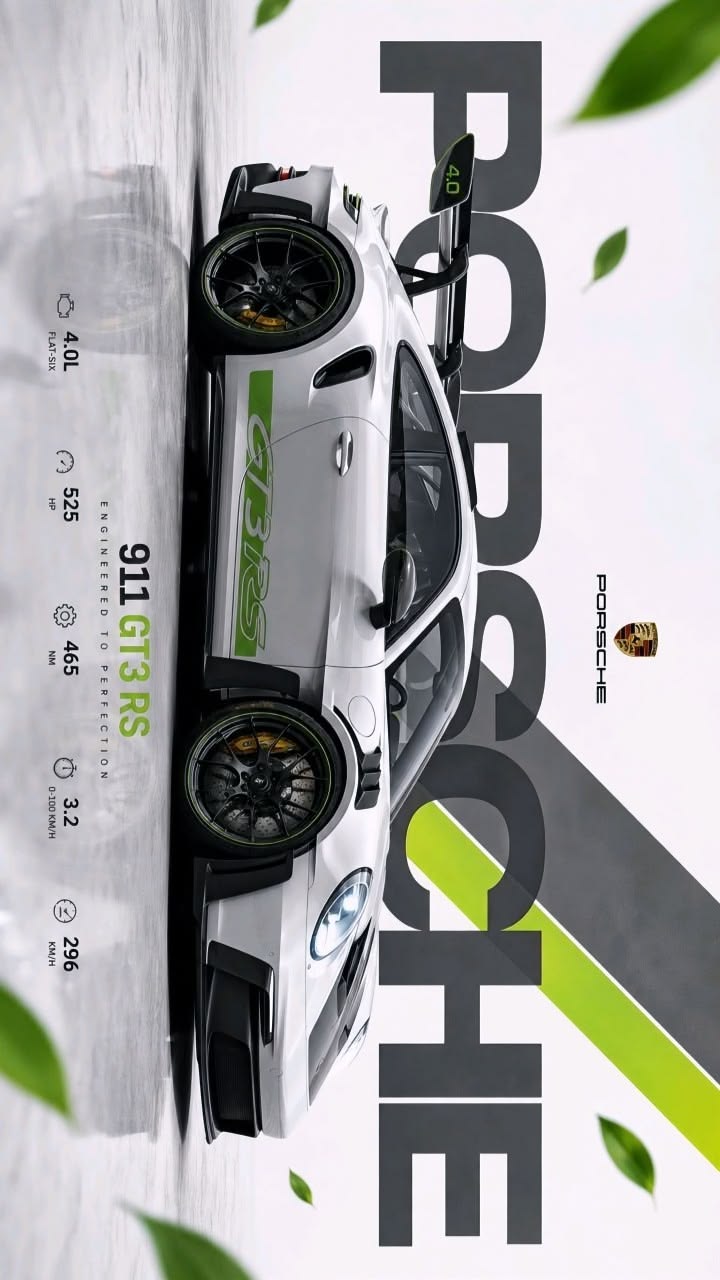 PORSCHE
PORSCHE
4.0
GT3 RS
911 GT3 RS
ENGINEERED TO PERFECTION
4.0L
FLAT-SIX
525
HP
465
NM
3.2
0-100 KM/H
296
KM/H